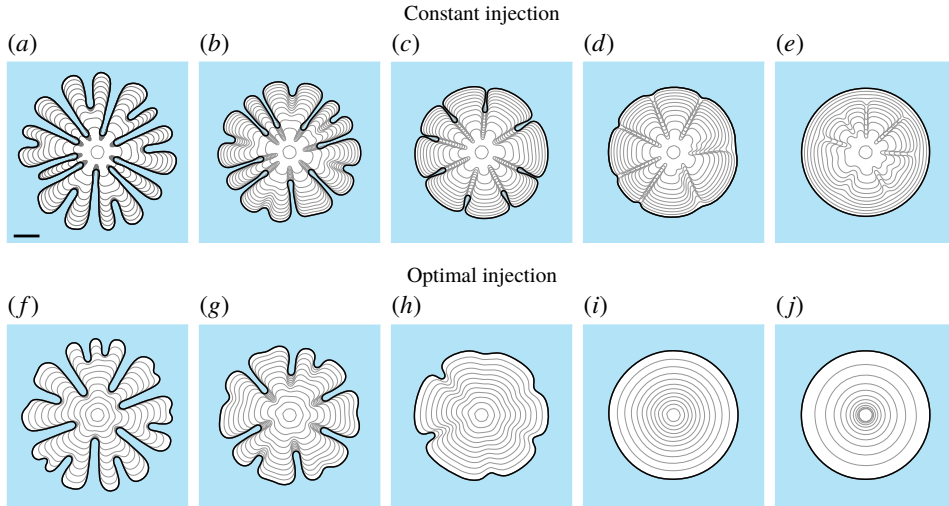 Constant injection
(a) (b) (c) (d) (e)
Optimal injection
(f) (g) (h) (i) (j)